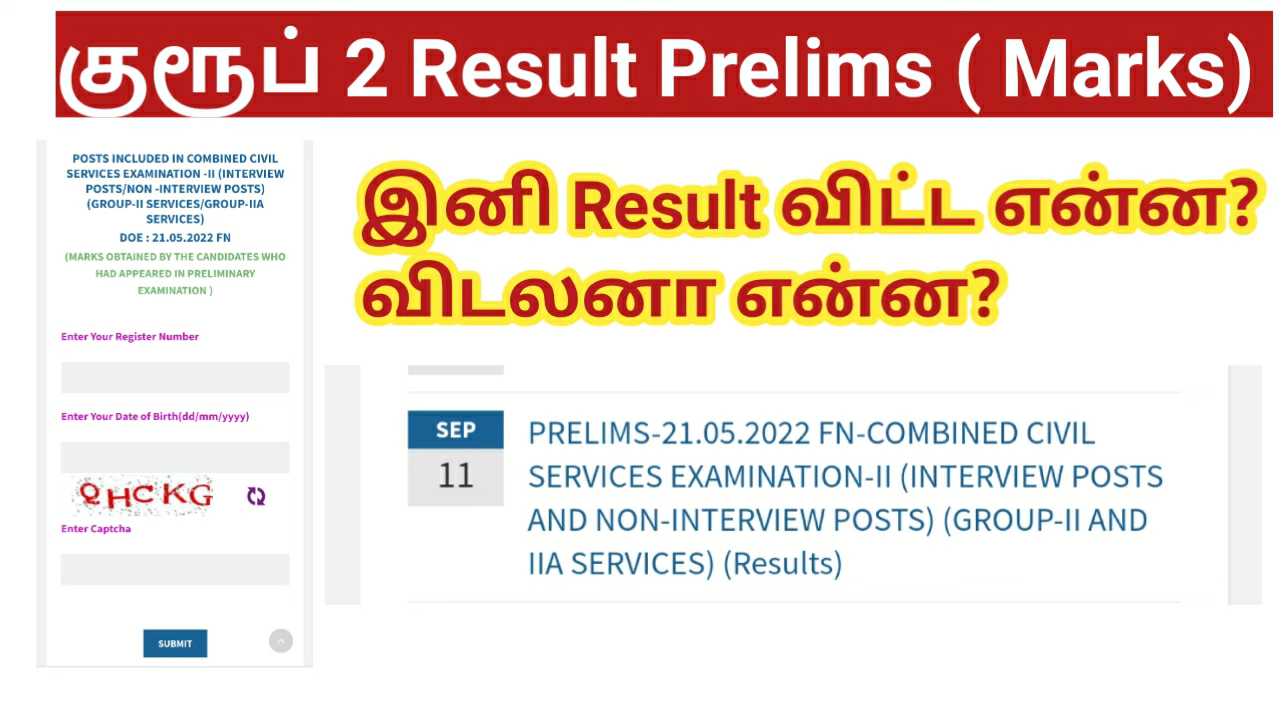 குரூப் 2 Result Prelims ( Marks)
POSTS INCLUDED IN COMBINED CIVIL
SERVICES EXAMINATION -II (INTERVIEW
POSTS/NON -INTERVIEW POSTS)
(GROUP-II SERVICES/GROUP-IIA
SERVICES)
DOE : 21.05.2022 FN
(MARKS OBTAINED BY THE CANDIDATES WHO
HAD APPEARED IN PRELIMINARY
EXAMINATION )
Enter Your Register Number
Enter Your Date of Birth(dd/mm/yyyy)
QHCKG
Enter Captcha
SUBMIT
இனி Result விட்ட என்ன?
விடலனா என்ன?
SEP
11
PRELIMS-21.05.2022 FN-COMBINED CIVIL
SERVICES EXAMINATION-II (INTERVIEW POSTS
AND NON-INTERVIEW POSTS) (GROUP-II AND
IIA SERVICES) (Results)